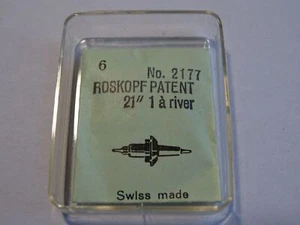 6
No. 2177
ROSKOPF PATENT
21''' 1 à river
Swiss made